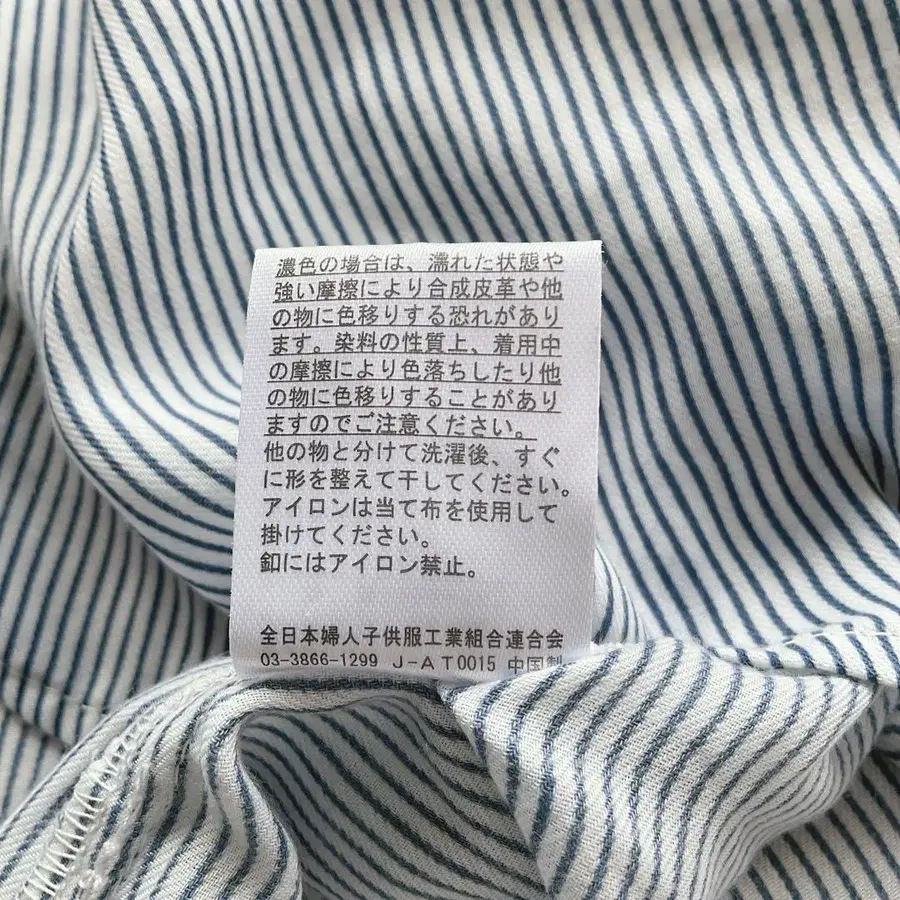 濃色の場合は、濡れた状態や
強い摩擦により合成皮革や他
の物に色移りする恐れがあり
ます。染料の性質上、着用中
の摩擦により色落ちしたり他
の物に色移りすることがあり
ますのでご注意ください。
他の物と分けて洗濯後、すぐ
に形を整えて干してください。
アイロンは当て布を使用して
掛けてください。
釦にはアイロン禁止。
全日本婦人子供服工業組合連合会
03-3866-1299 J-AT0015 中国製